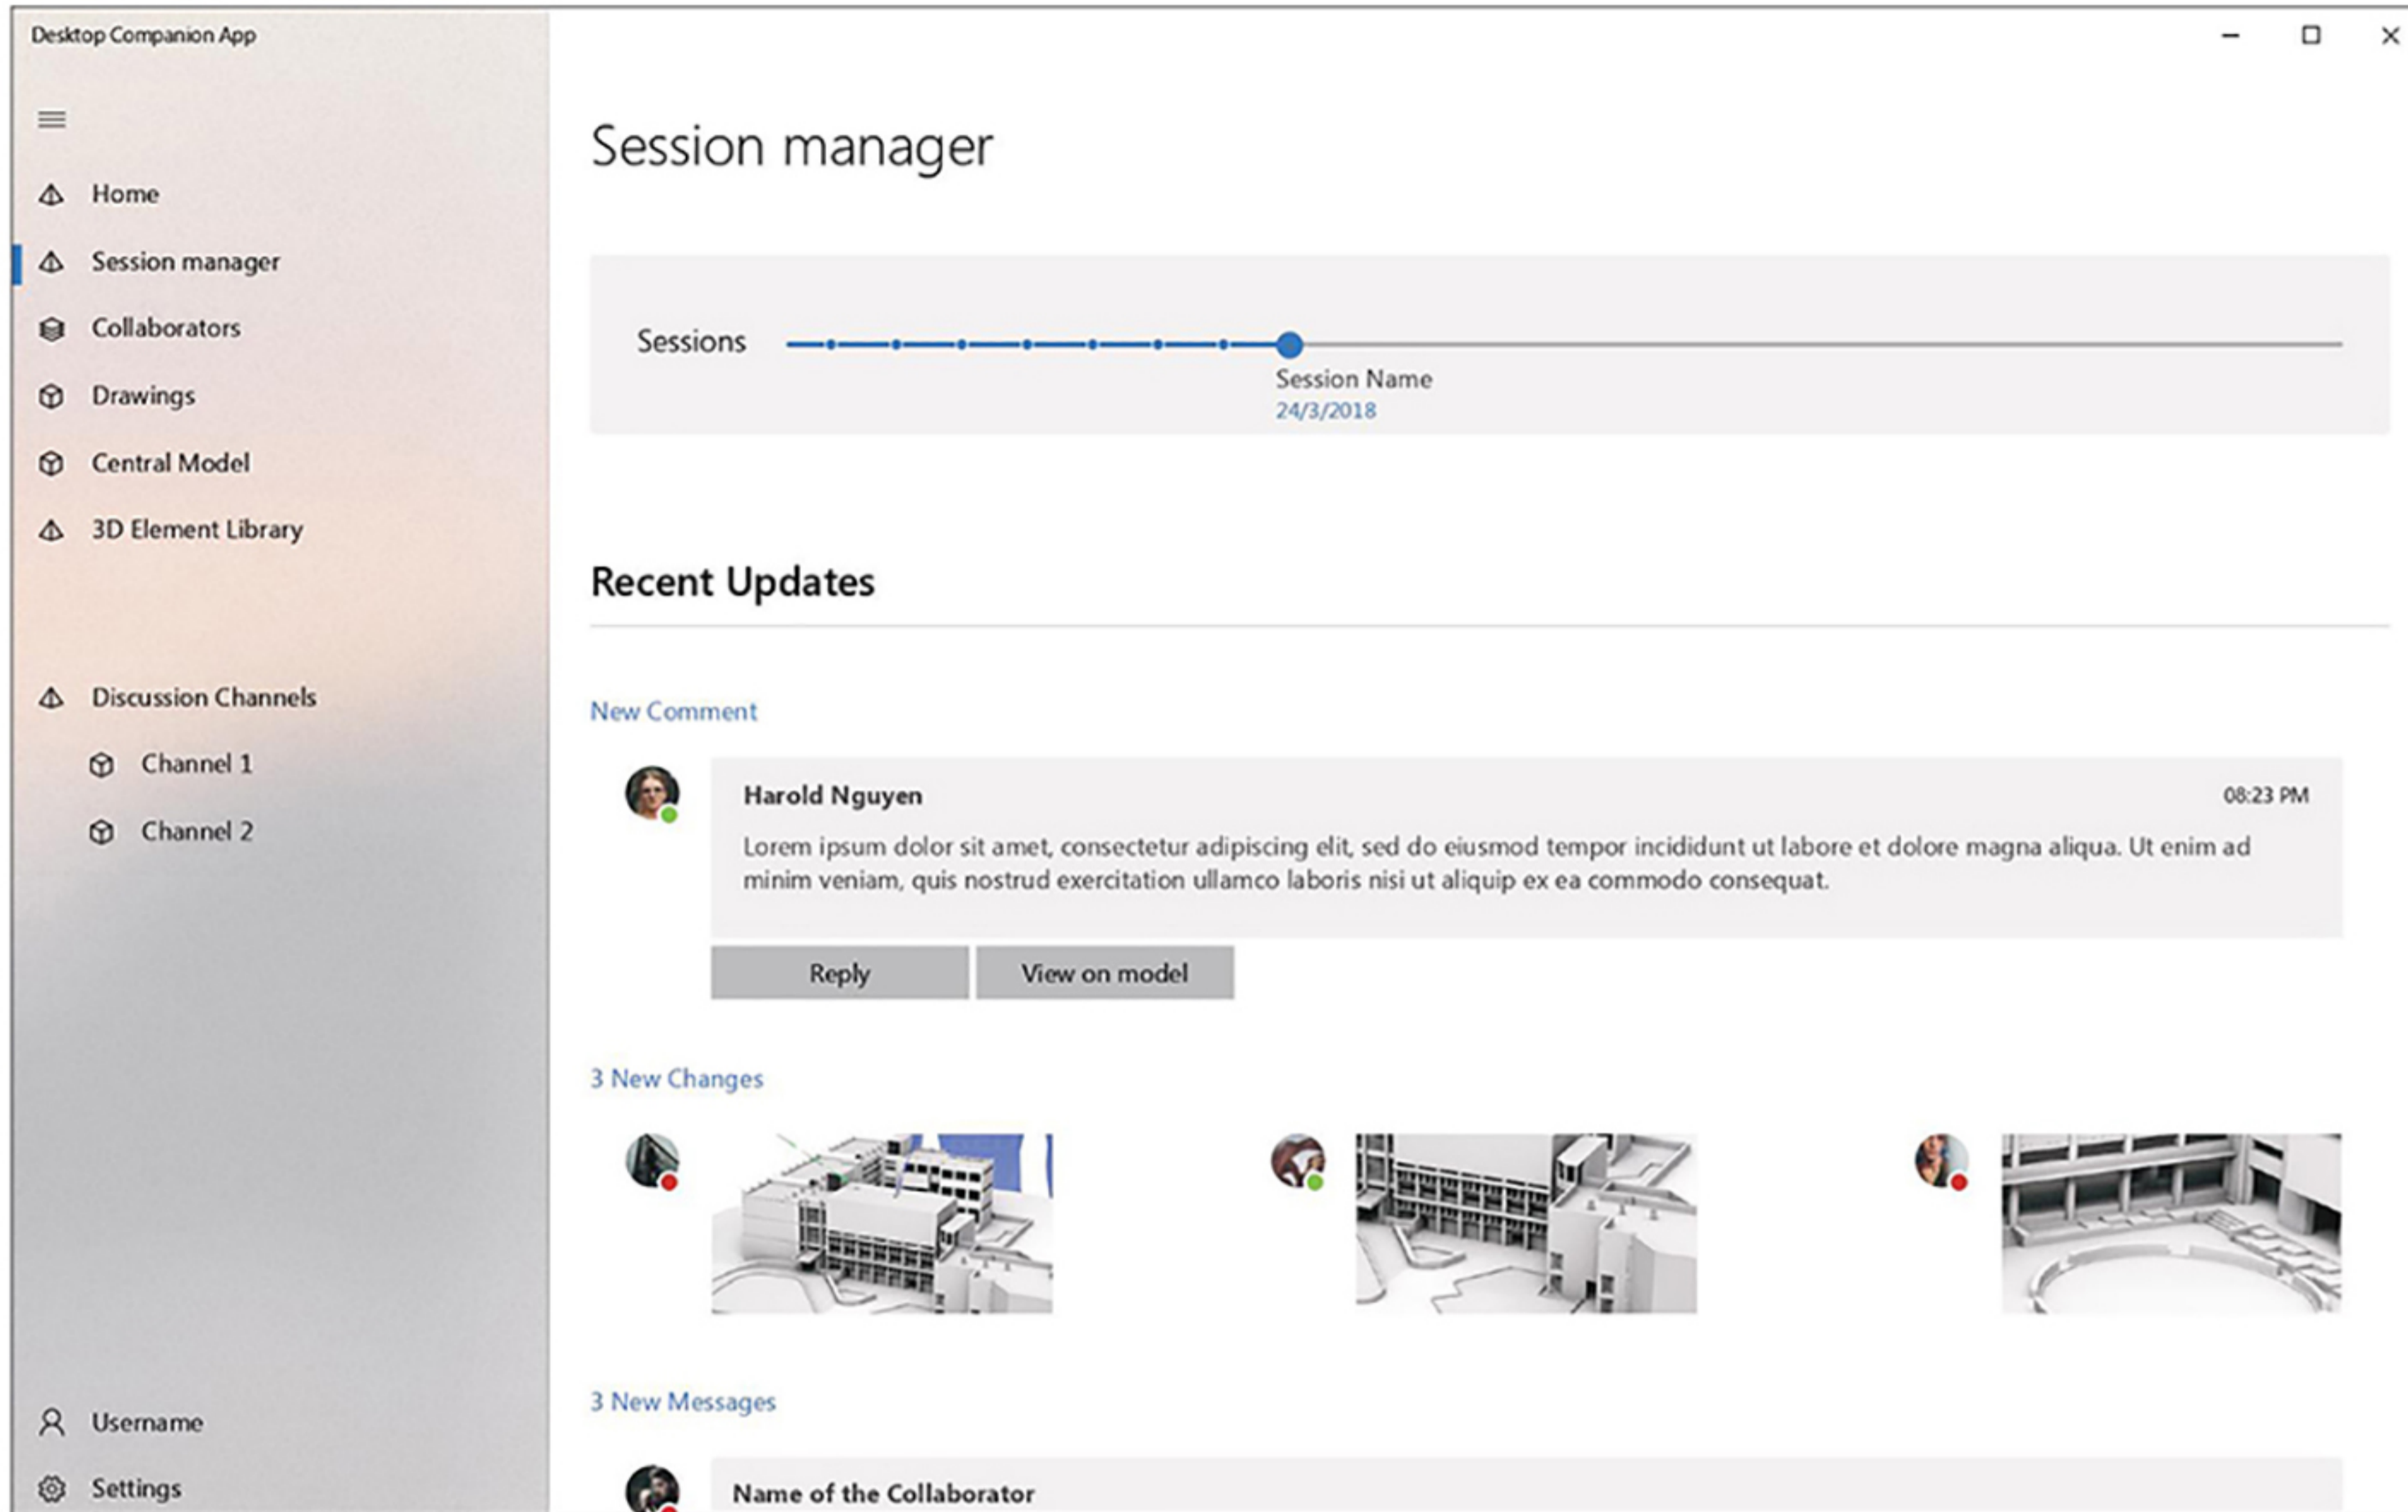 Desktop Companion App
Home
Session manager
Collaborators
Drawings
Central Model
3D Element Library
Discussion Channels
Channel 1
Channel 2
Username
Settings
Session manager
Sessions
Session Name
24/3/2018
Recent Updates
New Comment
Harold Nguyen
08:23 PM
Lorem ipsum dolor sit amet, consectetur adipiscing elit, sed do eiusmod tempor incididunt ut labore et dolore magna aliqua. Ut enim ad
minim veniam, quis nostrud exercitation ullamco laboris nisi ut aliquip ex ea commodo consequat.
Reply
View on model
3 New Changes
3 New Messages
Name of the Collaborator